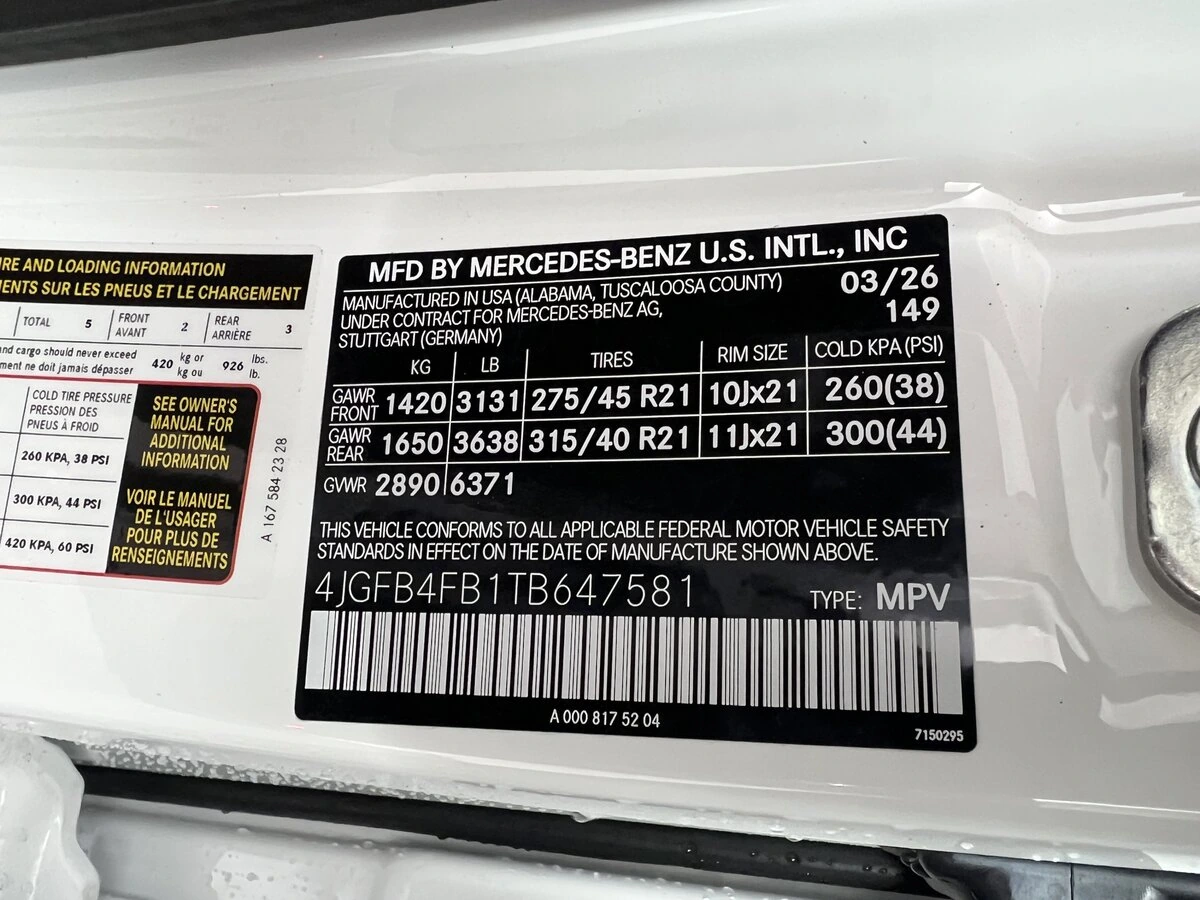 IRE AND LOADING INFORMATION
ENTS SUR LES PNEUS ET LE CHARGEMENT
TOTAL 5 FRONT AVANT 2 REAR ARRIÈRE 3
and cargo should never exceed 420 kg or 926 lbs.
ment ne doit jamais dépasser kg ou lb.
COLD TIRE PRESSURE
PRESSION DES
PNEUS À FROID
260 KPA, 38 PSI
300 KPA, 44 PSI
420 KPA, 60 PSI
SEE OWNER'S
MANUAL FOR
ADDITIONAL
INFORMATION
VOIR LE MANUEL
DE L'USAGER
POUR PLUS DE
RENSEIGNEMENTS
A 167 584 23 28
MFD BY MERCEDES-BENZ U.S. INTL., INC
MANUFACTURED IN USA (ALABAMA, TUSCALOOSA COUNTY) 03/26
UNDER CONTRACT FOR MERCEDES-BENZ AG, 149
STUTTGART (GERMANY)
KG LB TIRES RIM SIZE COLD KPA (PSI)
GAWR FRONT 1420 3131 275/45 R21 10Jx21 260(38)
GAWR REAR 1650 3638 315/40 R21 11Jx21 300(44)
GVWR 2890 6371
THIS VEHICLE CONFORMS TO ALL APPLICABLE FEDERAL MOTOR VEHICLE SAFETY
STANDARDS IN EFFECT ON THE DATE OF MANUFACTURE SHOWN ABOVE.
4JGFB4FB1TB647581 TYPE: MPV
A 000 817 52 04
7150295